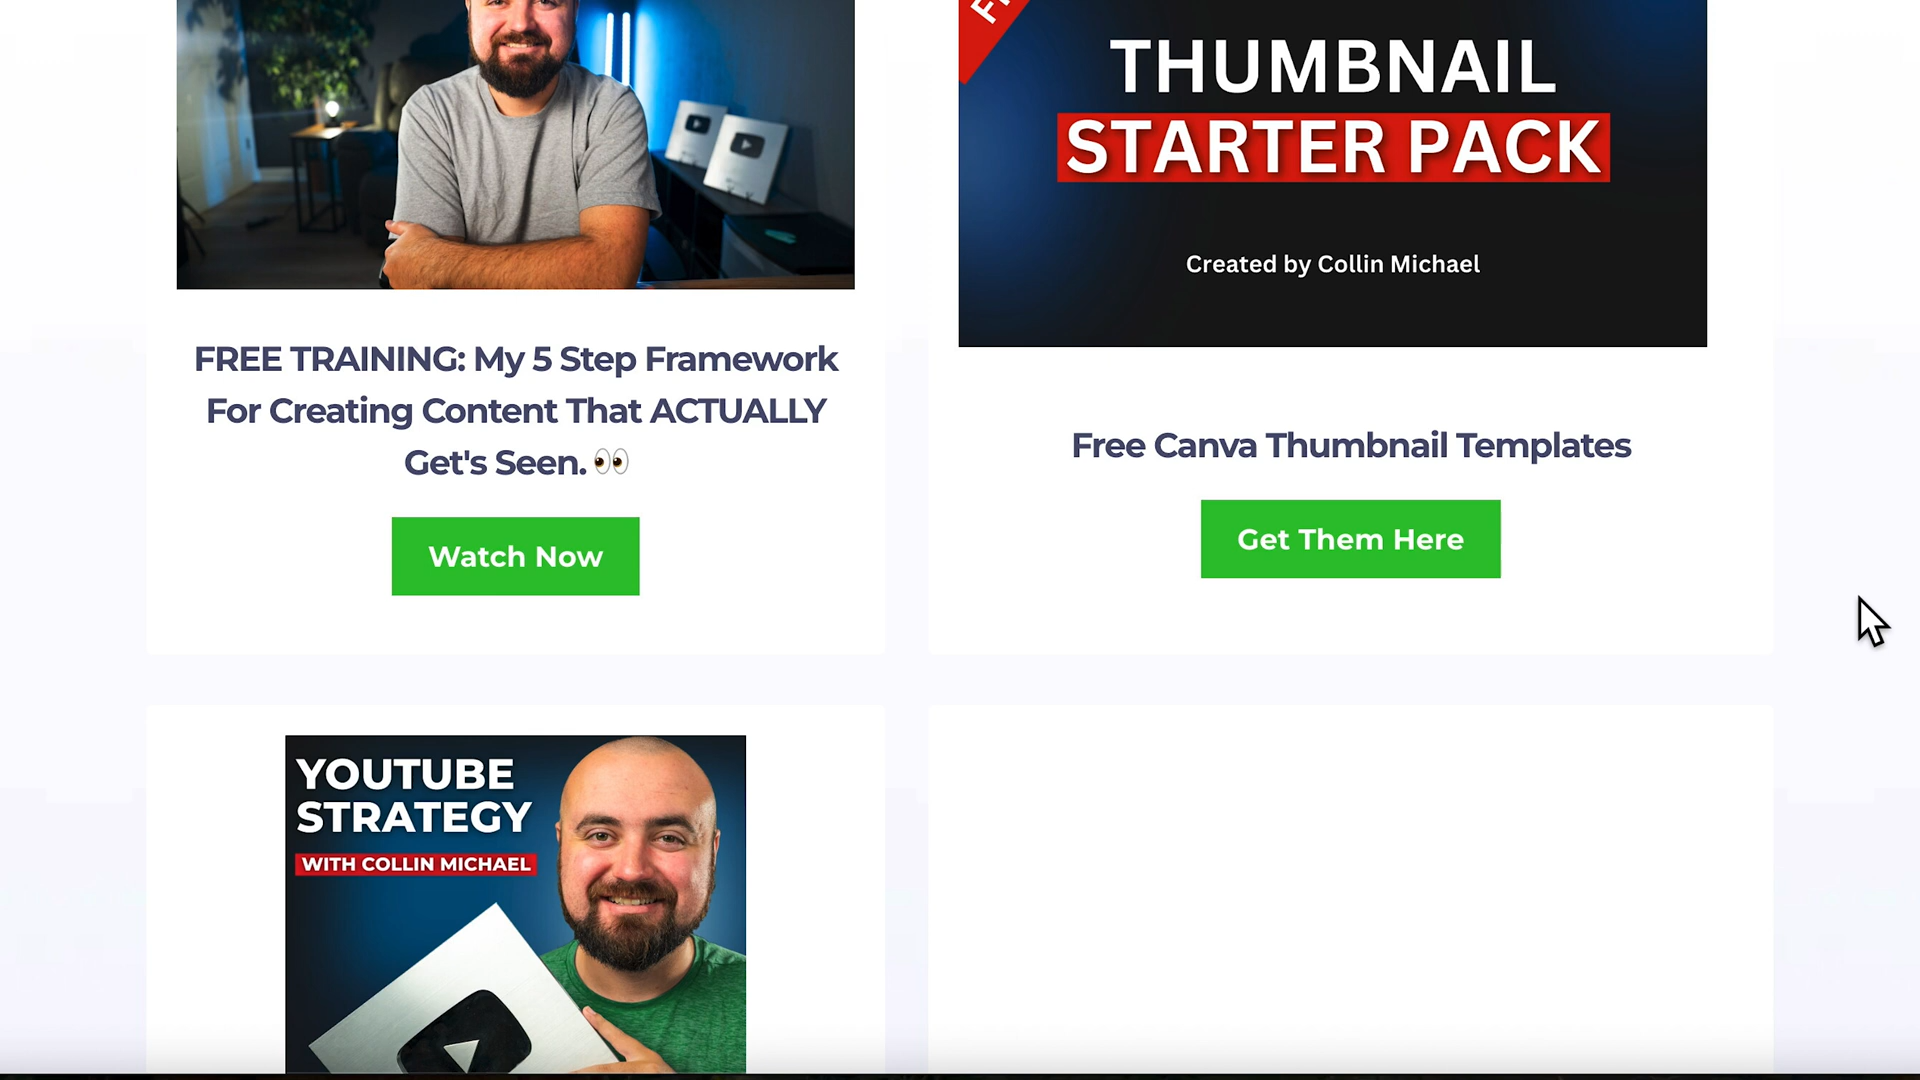 THUMBNAIL
STARTER PACK
Created by Collin Michael
FREE TRAINING: My 5 Step Framework
For Creating Content That ACTUALLY
Get's Seen. 👀
Watch Now
Free Canva Thumbnail Templates
Get Them Here
YOUTUBE
STRATEGY
WITH COLLIN MICHAEL